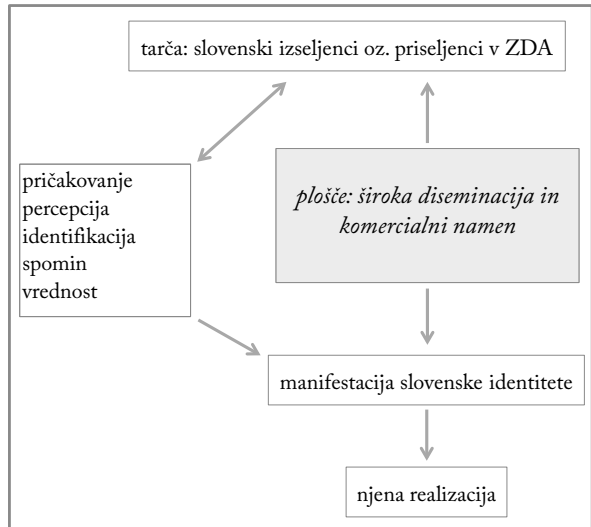 tarča: slovenski izseljenci oz. priseljenci v ZDA
pričakovanje
percepcija
identifikacija
spomin
vrednost
plošče: široka diseminacija in
komercialni namen
manifestacija slovenske identitete
njena realizacija